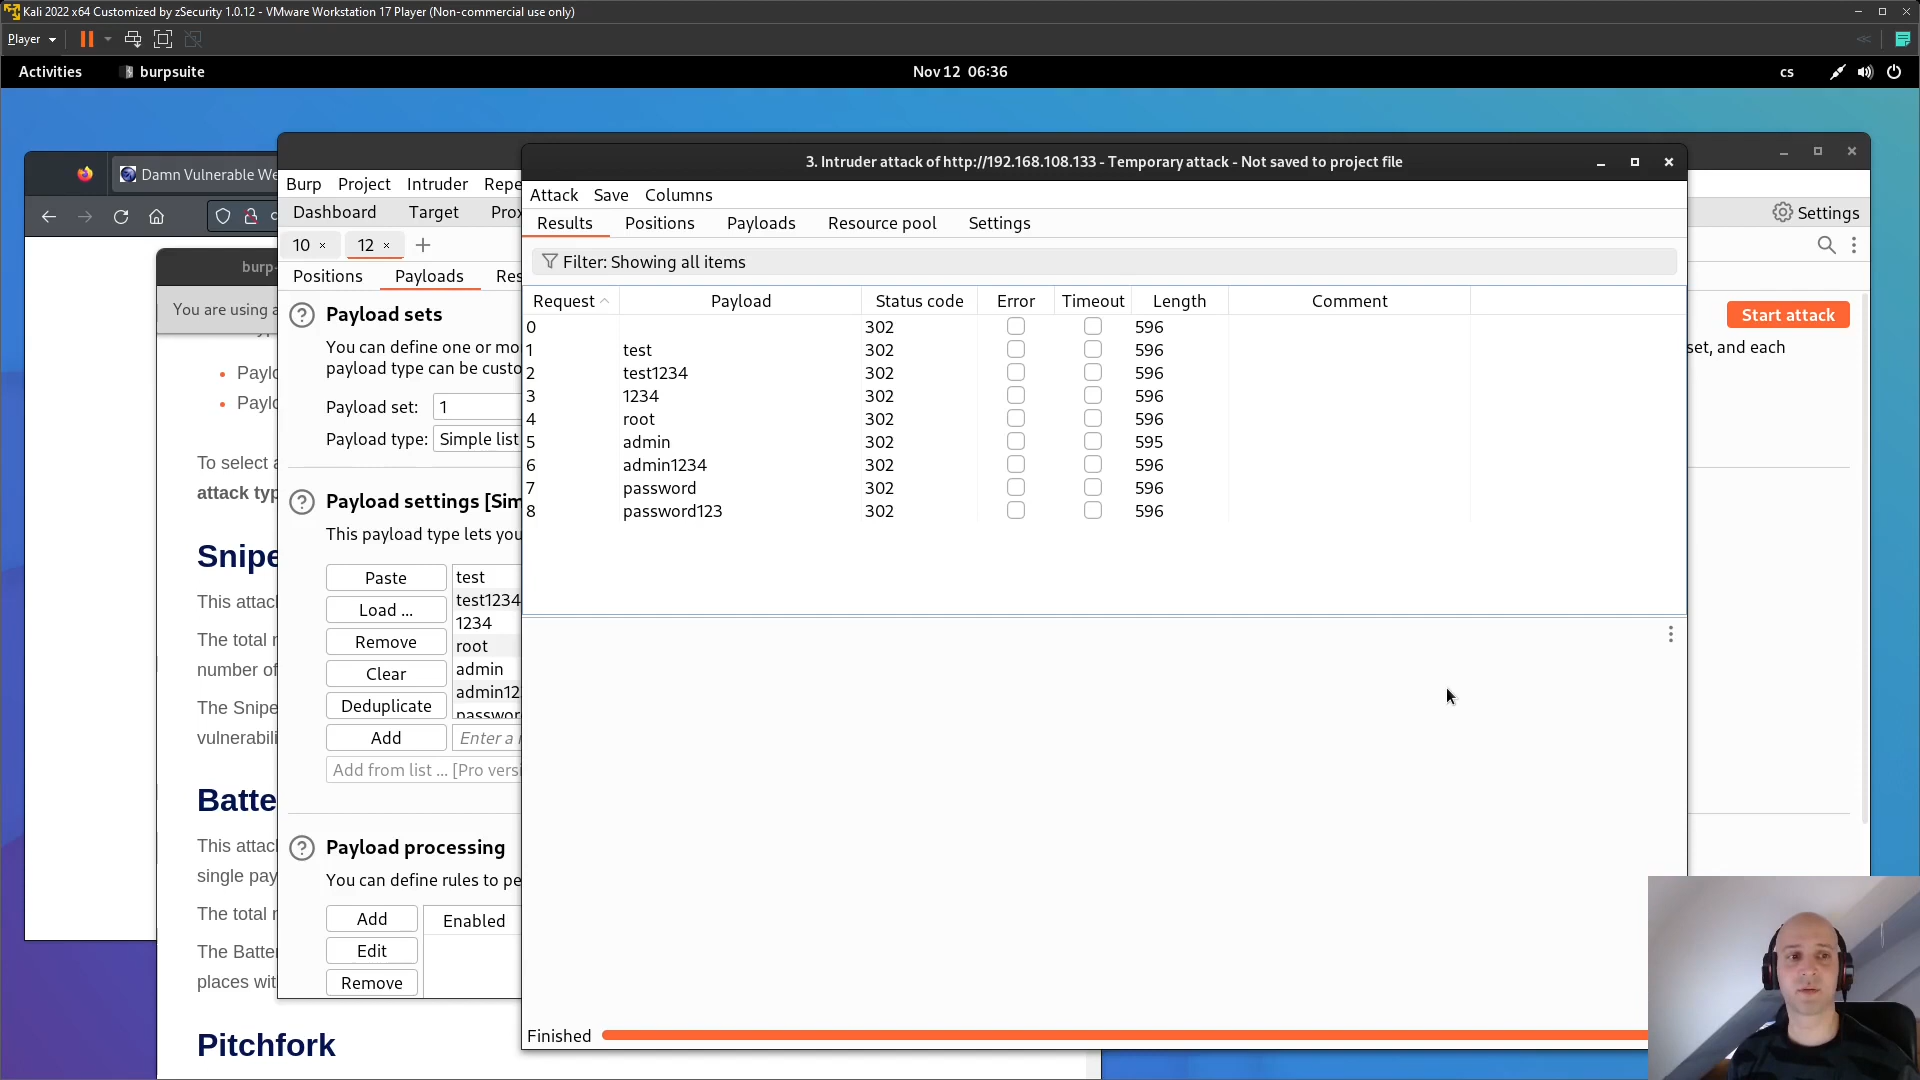 Kali 2022 x64 Customized by zSecurity 1.0.12 - VMware Workstation 17 Player (Non-commercial use only)
Player
Activities
burpsuite
Nov 12 06:36
cs
3. Intruder attack of http://192.168.108.133 - Temporary attack - Not saved to project file
Damn Vulnerable We
Burp Project Intruder Repe
Attack Save Columns
Dashboard Target Prox
Settings
Results Positions Payloads Resource pool Settings
10 × 12 × +
Filter: Showing all items
burp-
Positions Payloads Res
You are using a
Request Payload Status code Error Timeout Length Comment
0 302 596
1 test 302 596
2 test1234 302 596
3 1234 302 596
4 root 302 596
5 admin 302 595
6 admin1234 302 596
7 password 302 596
8 password123 302 596
Payload sets
Start attack
You can define one or mo
set, and each
payload type can be custo
Payload set: 1
Payload type: Simple list
Payload settings [Sim
This payload type lets you
Paste
Load ...
Remove
Clear
Deduplicate
Add
Add from list ... [Pro versi
test
test1234
1234
root
admin
admin12
passwor
Enter a
Payload processing
You can define rules to pe
Add
Edit
Remove
Enabled
Paylo
Paylo
To select a
attack typ
Snipe
This attac
The total
number of
The Snipe
vulnerabili
Batte
This attac
single pay
The total
The Batter
places wit
Pitchfork
Finished